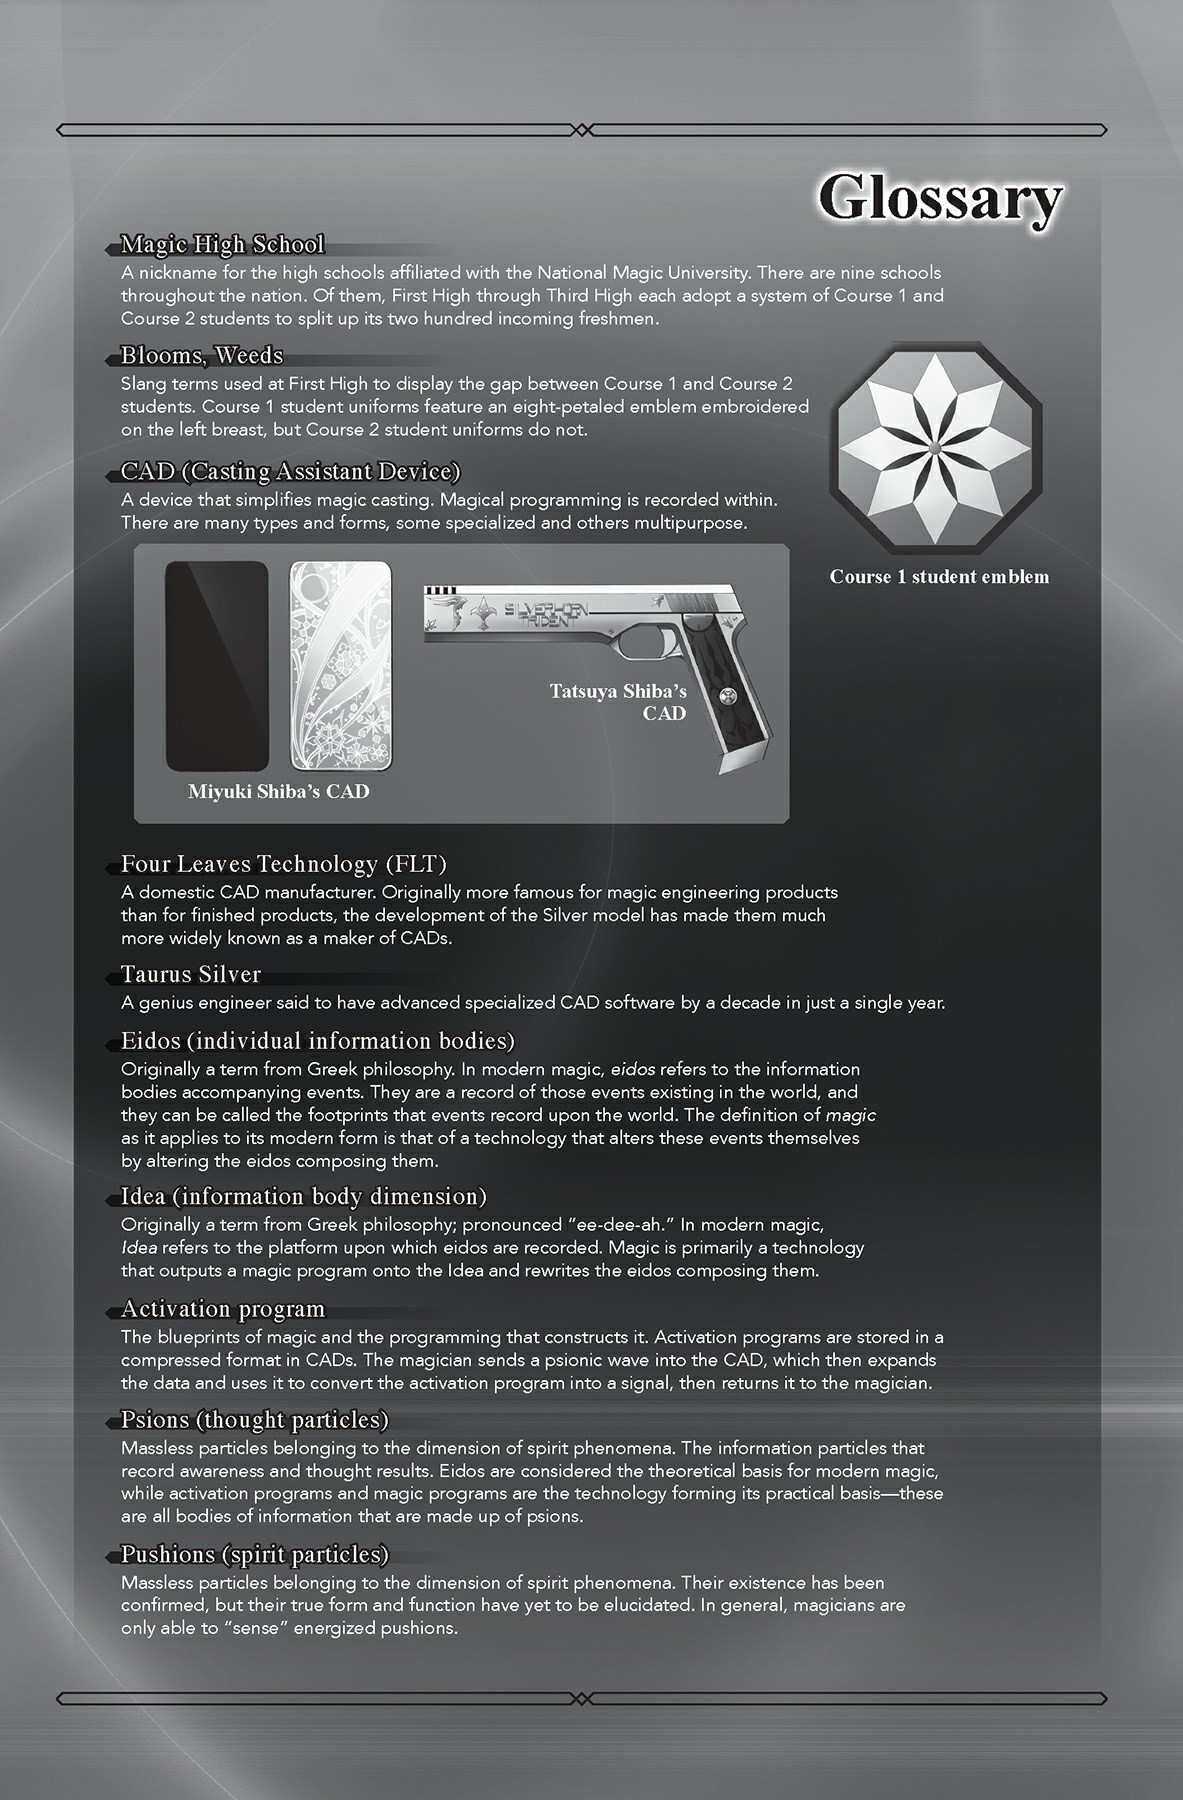 Glossary
Magic High School
A nickname for the high schools affiliated with the National Magic University. There are nine schools
throughout the nation. Of them, First High through Third High each adopt a system of Course 1 and
Course 2 students to split up its two hundred incoming freshmen.
Blooms, Weeds
Slang terms used at First High to display the gap between Course 1 and Course 2
students. Course 1 student uniforms feature an eight-petaled emblem embroidered
on the left breast, but Course 2 student uniforms do not.
Course 1 student emblem
CAD (Casting Assistant Device)
A device that simplifies magic casting. Magical programming is recorded within.
There are many types and forms, some specialized and others multipurpose.
SILVERHORN
TRIDENT
Tatsuya Shiba's
CAD
Miyuki Shiba's CAD
Four Leaves Technology (FLT)
A domestic CAD manufacturer. Originally more famous for magic engineering products
than for finished products, the development of the Silver model has made them much
more widely known as a maker of CADs.
Taurus Silver
A genius engineer said to have advanced specialized CAD software by a decade in just a single year.
Eidos (individual information bodies)
Originally a term from Greek philosophy. In modern magic, eidos refers to the information
bodies accompanying events. They are a record of those events existing in the world, and
they can be called the footprints that events record upon the world. The definition of magic
as it applies to its modern form is that of a technology that alters these events themselves
by altering the eidos composing them.
Idea (information body dimension)
Originally a term from Greek philosophy; pronounced “ee-dee-ah.” In modern magic,
Idea refers to the platform upon which eidos are recorded. Magic is primarily a technology
that outputs a magic program onto the Idea and rewrites the eidos composing them.
Activation program
The blueprints of magic and the programming that constructs it. Activation programs are stored in a
compressed format in CADs. The magician sends a psionic wave into the CAD, which then expands
the data and uses it to convert the activation program into a signal, then returns it to the magician.
Psions (thought particles)
Massless particles belonging to the dimension of spirit phenomena. The information particles that
record awareness and thought results. Eidos are considered the theoretical basis for modern magic,
while activation programs and magic programs are the technology forming its practical basis—these
are all bodies of information that are made up of psions.
Pushions (spirit particles)
Massless particles belonging to the dimension of spirit phenomena. Their existence has been
confirmed, but their true form and function have yet to be elucidated. In general, magicians are
only able to “sense” energized pushions.